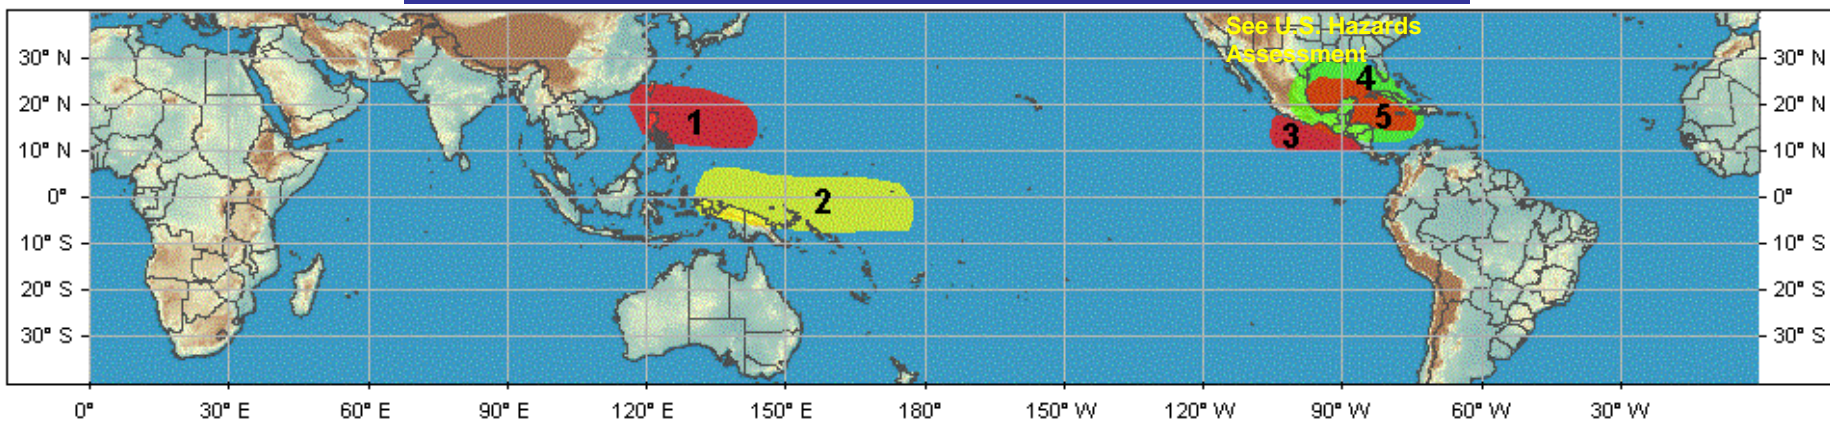 See U.S. Hazards
Assessment
30° N
20° N
10° N
0°
10° S
20° S
30° S
1
2
3
4
5
30° N
20° N
10° N
0°
10° S
20° S
30° S
0°
30° E
60° E
90° E
120° E
150° E
180°
150° W
120° W
90° W
60° W
30° W